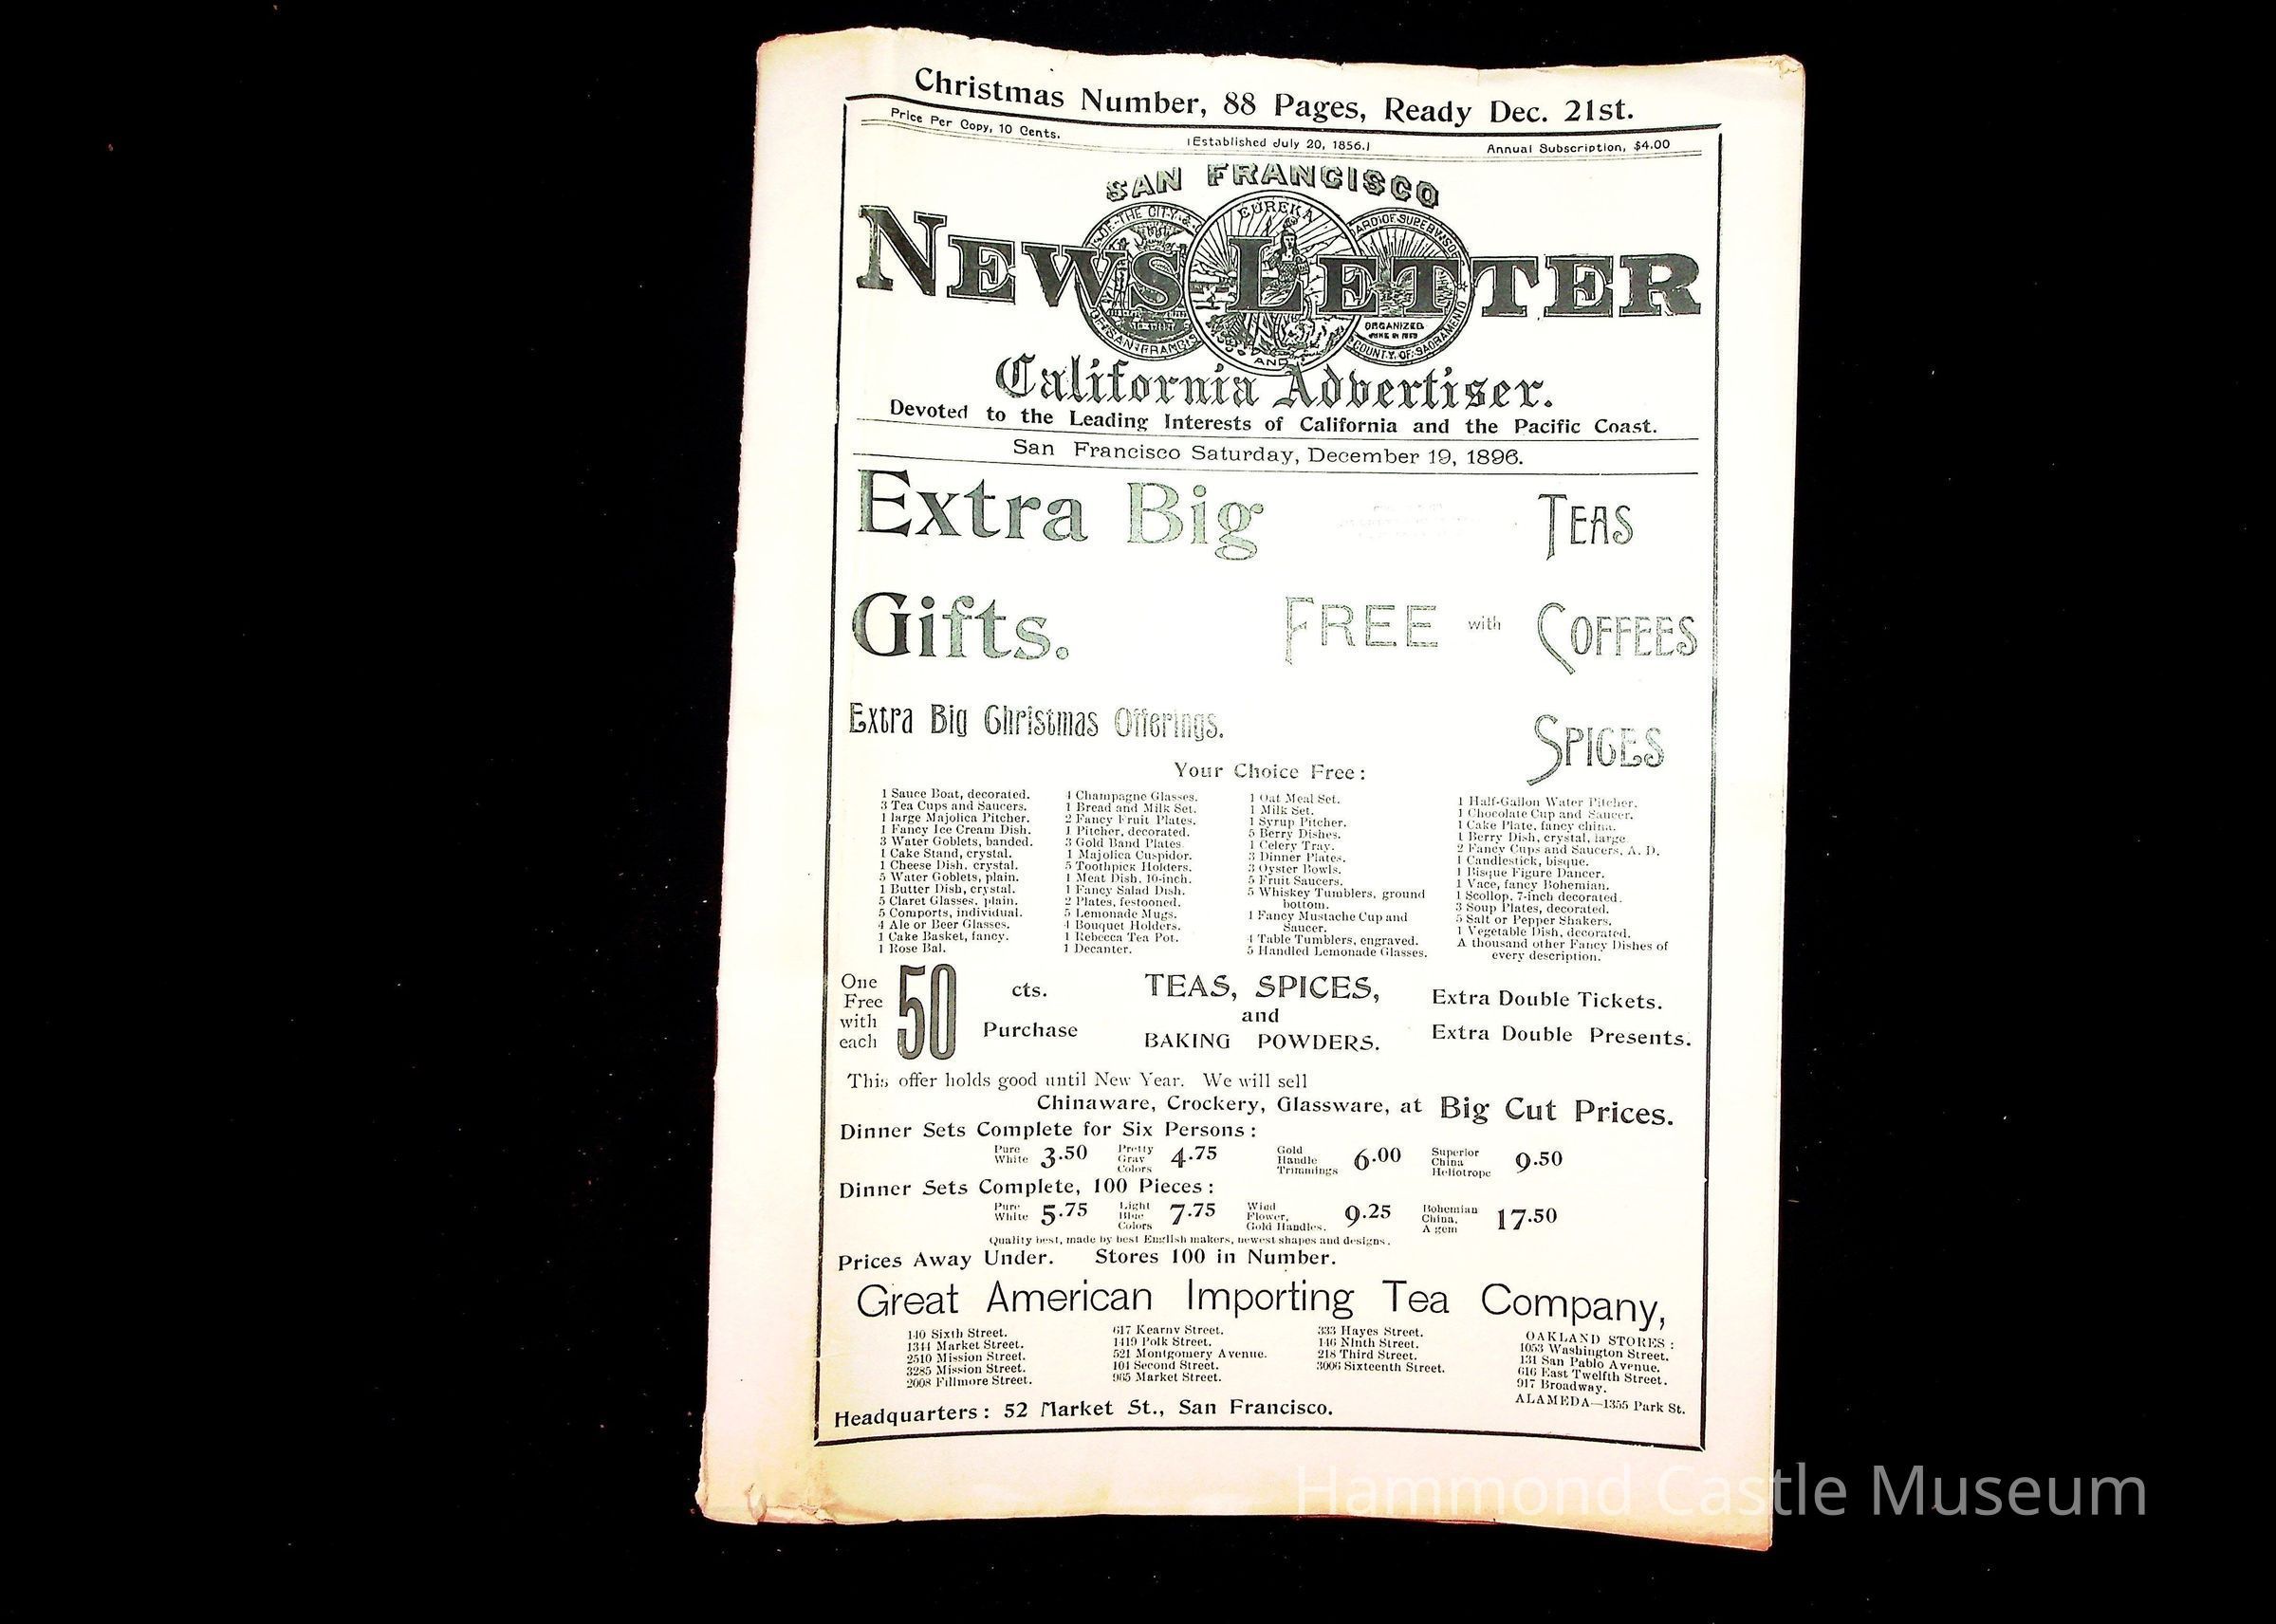 Christmas Number, 88 Pages, Ready Dec. 21st.
Price Per Copy, 10 Cents.
Established July 20, 1856.
Annual Subscription, $4.00
SAN FRANCISCO
NEWS LETTER
EUREKA
ORGANIZED
COUNTY OF SACRAMENTO
AND
California Advertiser.
Devoted to the Leading Interests of California and the Pacific Coast.
San Francisco Saturday, December 19, 1896.
Extra Big
TEAS
Gifts.
FREE with COFFEES
Extra Big Christmas Offerings.
SPICES
Your Choice Free:
1 Sauce Boat, decorated.
3 Tea Cups and Saucers.
1 large Majolica Pitcher.
1 Fancy Ice Cream Dish.
3 Water Goblets, banded.
1 Cake Stand, crystal.
1 Cheese Dish, crystal.
5 Water Goblets, plain.
1 Butter Dish, crystal.
5 Claret Glasses, plain.
5 Comports, individual.
4 Ale or Beer Glasses.
1 Cake Basket, fancy.
1 Rose Bal.
4 Champagne Glasses.
1 Bread and Milk Set.
2 Fancy Fruit Plates.
1 Pitcher, decorated.
3 Gold Band Plates
1 Majolica Cuspidor.
5 Toothpick Holders.
1 Meat Dish, 10-inch.
1 Fancy Salad Dish.
2 Plates, festooned.
5 Lemonade Mugs.
4 Bouquet Holders.
1 Rebecca Tea Pot.
1 Decanter.
1 Oat Meal Set.
1 Milk Set.
1 Syrup Pitcher.
5 Berry Dishes.
1 Celery Tray.
3 Dinner Plates.
3 Oyster Bowls.
5 Fruit Saucers.
5 Whiskey Tumblers, ground
bottom.
1 Fancy Mustache Cup and
Saucer.
4 Table Tumblers, engraved.
5 Handled Lemonade Glasses.
1 Half-Gallon Water Pitcher.
1 Chocolate Cup and Saucer.
1 Cake Plate, fancy china.
1 Berry Dish, crystal, large
2 Fancy Cups and Saucers, A. D.
1 Candlestick, bisque.
1 Bisque Figure Dancer.
1 Vace, fancy Bohemian.
1 Scollop, 7-inch decorated.
3 Soup Plates, decorated.
5 Salt or Pepper Shakers.
1 Vegetable Dish, decorated.
A thousand other Fancy Dishes of
every description.
One
Free
with
each
50
cts.
Purchase
TEAS, SPICES,
and
BAKING POWDERS.
Extra Double Tickets.
Extra Double Presents.
This offer holds good until New Year. We will sell
Chinaware, Crockery, Glassware, at Big Cut Prices.
Dinner Sets Complete for Six Persons:
Pure White 3.50 Pretty Gray Colors 4.75 Gold Handle Trimmings 6.00 Superior China Heliotrope 9.50
Dinner Sets Complete, 100 Pieces:
Pure White 5.75 Light Blue Colors 7.75 Wind Flower, Gold Handles. 9.25 Bohemian China, A gem 17.50
Quality best, made by best English makers, newest shapes and designs.
Prices Away Under. Stores 100 in Number.
Great American Importing Tea Company,
140 Sixth Street.
1344 Market Street.
2510 Mission Street.
3285 Mission Street.
2008 Fillmore Street.
617 Kearny Street.
1419 Polk Street.
521 Montgomery Avenue.
104 Second Street.
965 Market Street.
333 Hayes Street.
146 Ninth Street.
218 Third Street.
3006 Sixteenth Street.
OAKLAND STORES:
1053 Washington Street.
131 San Pablo Avenue.
616 East Twelfth Street.
917 Broadway.
ALAMEDA—1355 Park St.
Headquarters: 52 Market St., San Francisco.
Hammond Castle Museum